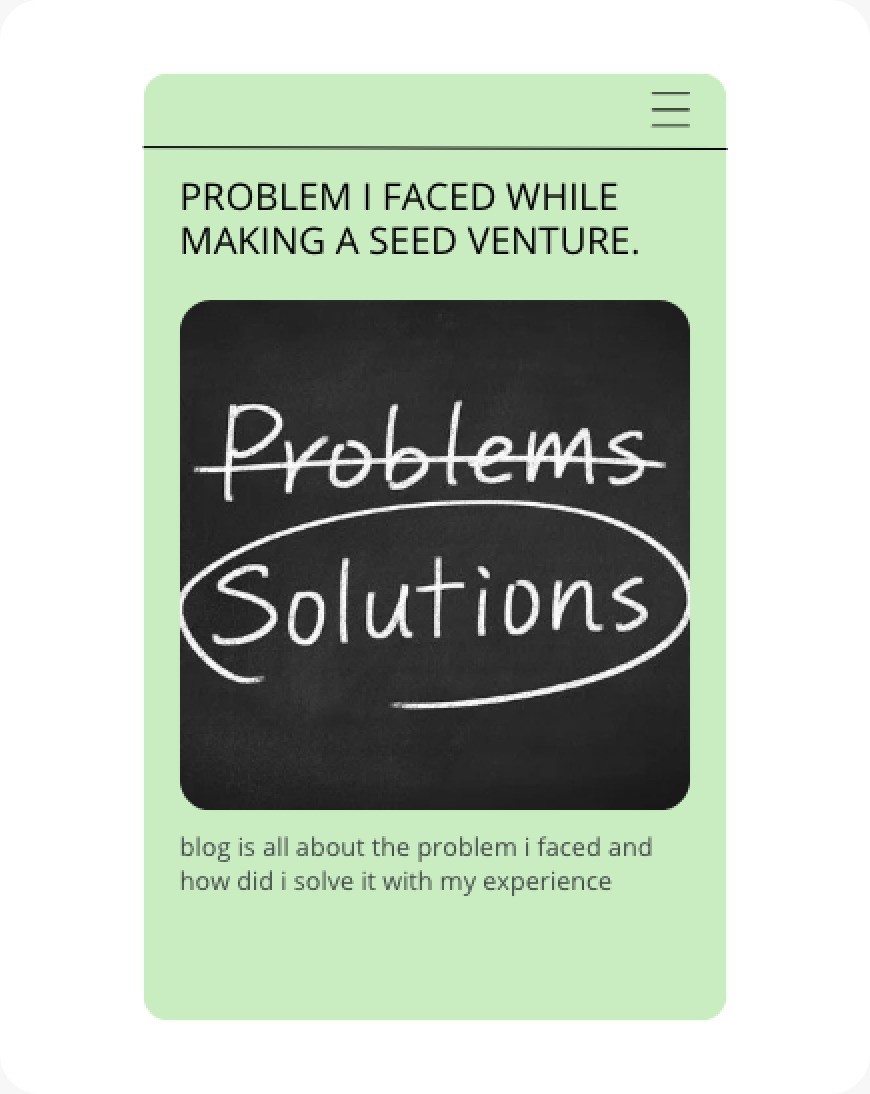 PROBLEM I FACED WHILE
MAKING A SEED VENTURE.
Problems
Solutions
blog is all about the problem i faced and
how did i solve it with my experience